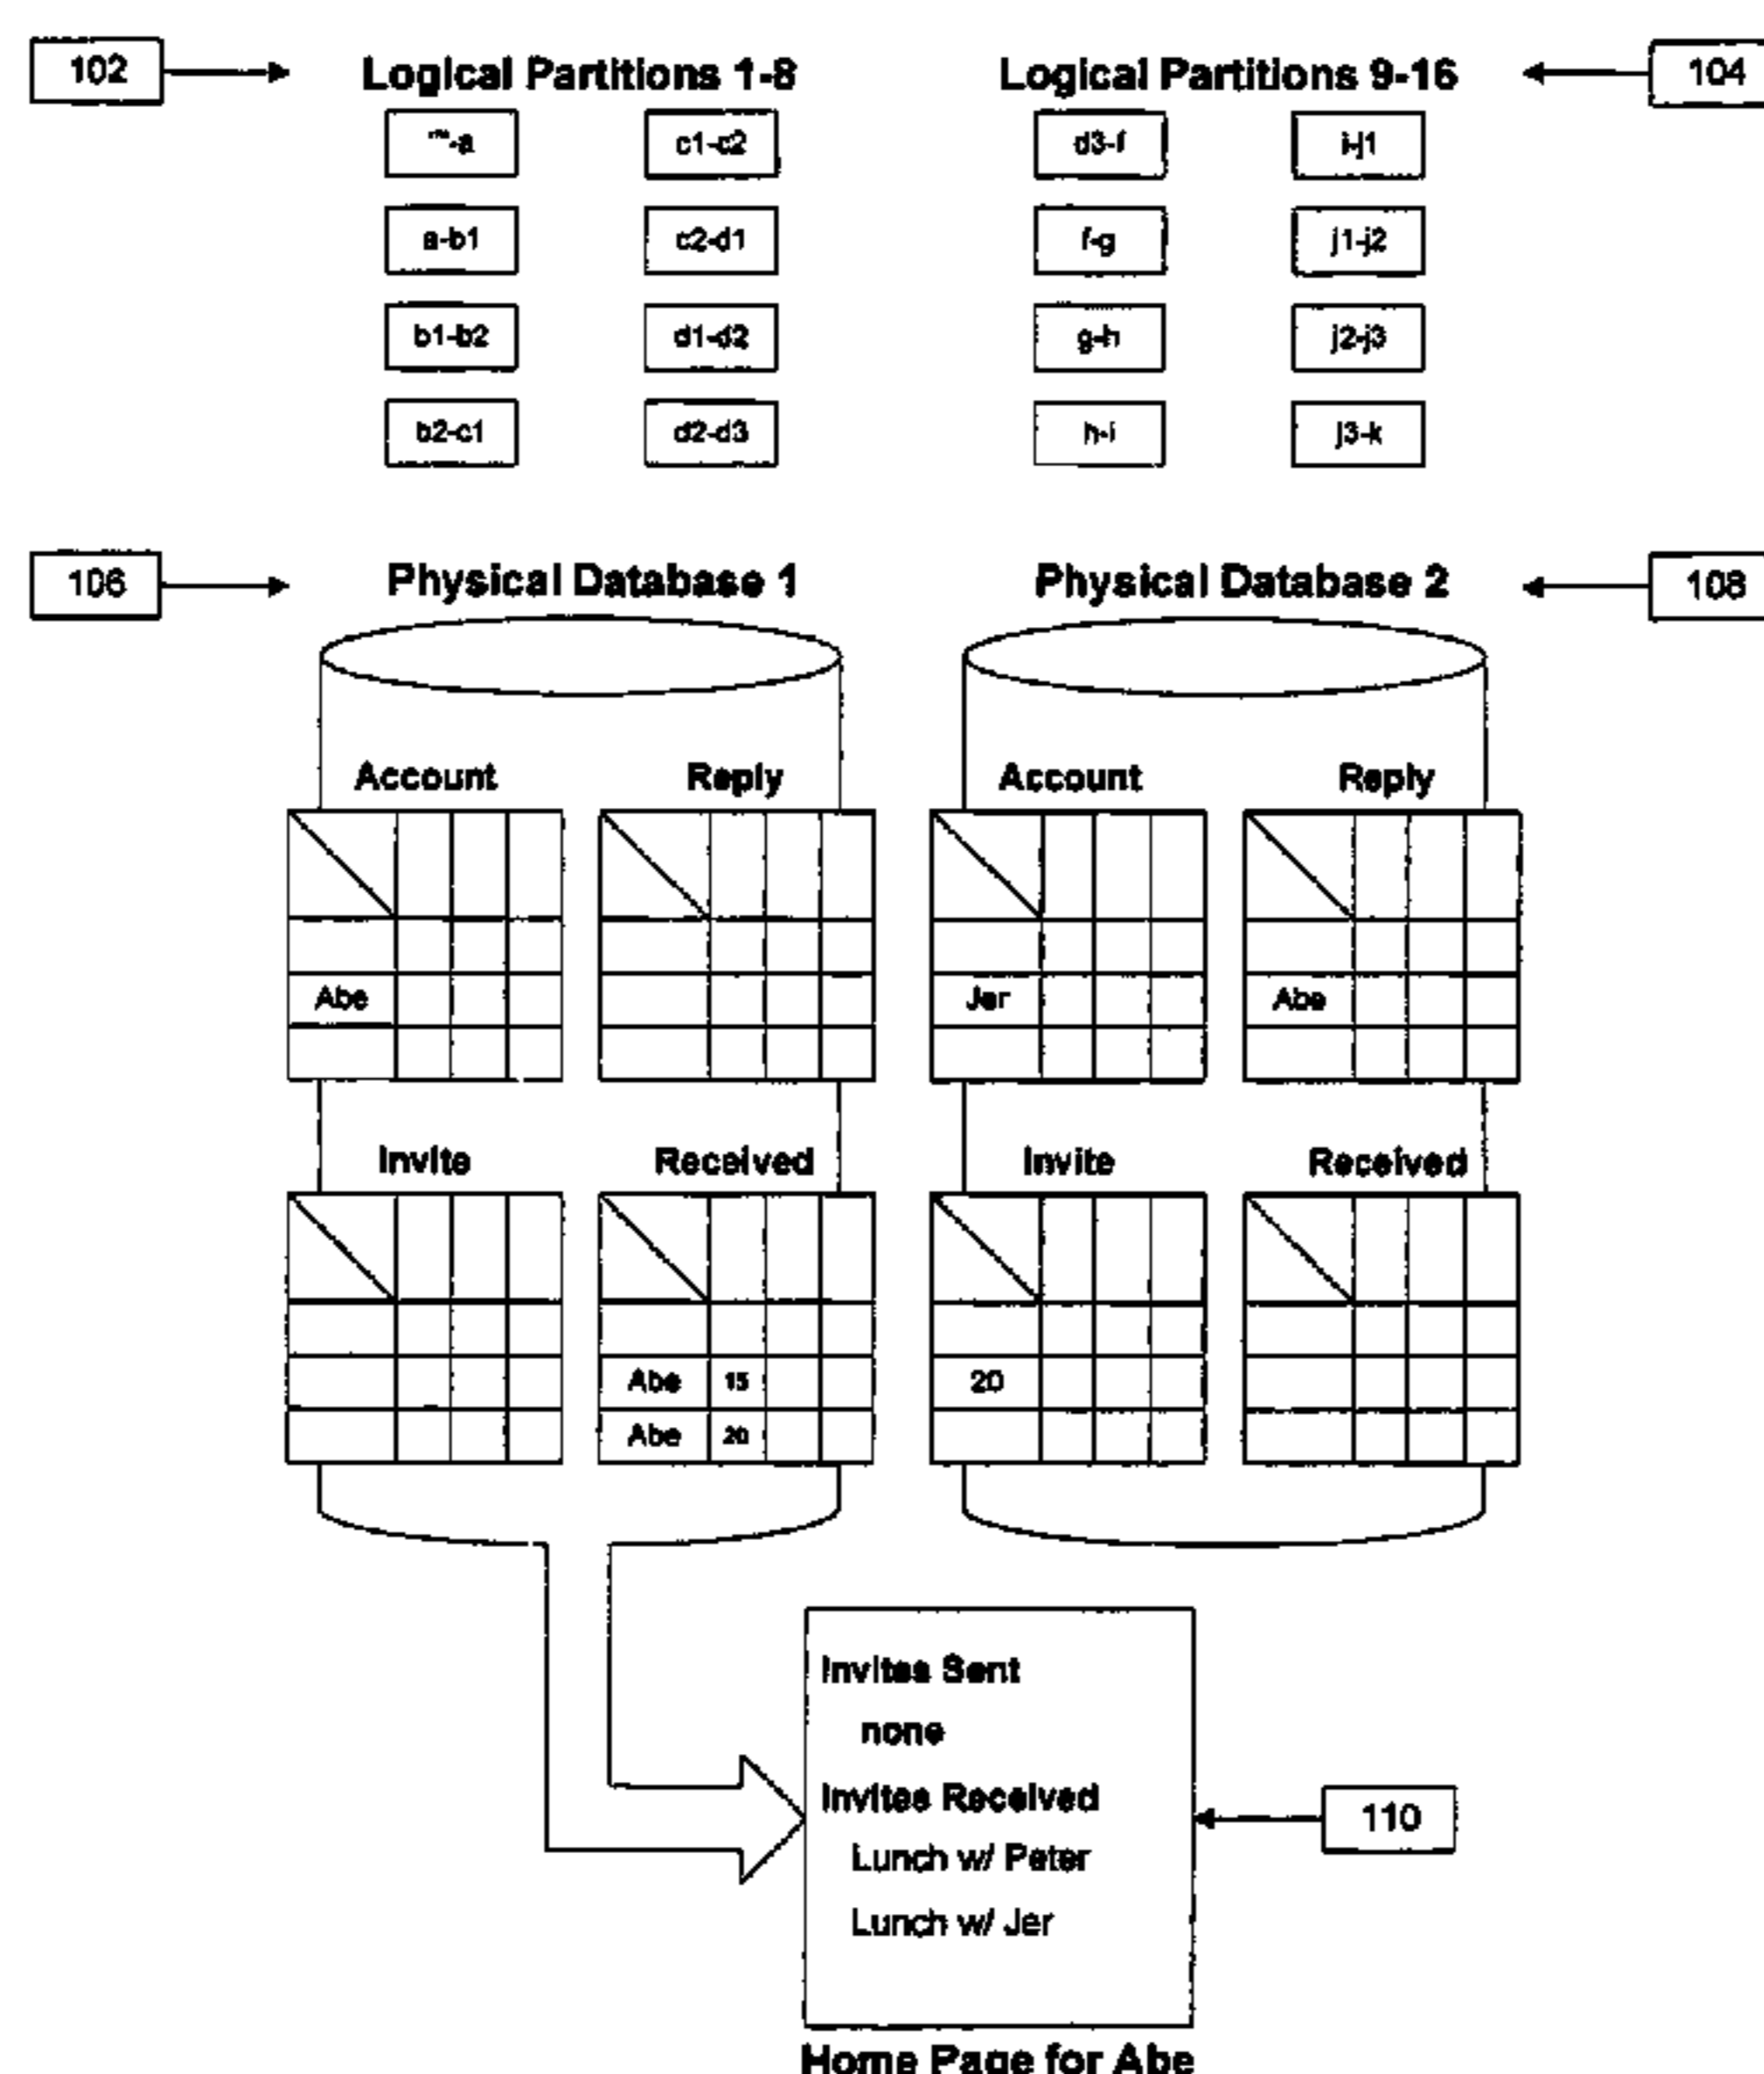 102 Logical Partitions 1-8 Logical Partitions 9-16 104
""-a c1-c2 d3-f i-j1
a-b1 c2-d1 f-g j1-j2
b1-b2 d1-d2 g-h j2-j3
b2-c1 d2-d3 h-i j3-k
106 Physical Database 1 Physical Database 2 108
Account Reply Account Reply
Abe Jer Abe
Invite Received Invite Received
Abe 15 20
Abe 20
Invites Sent
none
Invites Received
110
Lunch w/ Peter
Lunch w/ Jer
Home Page for Abe